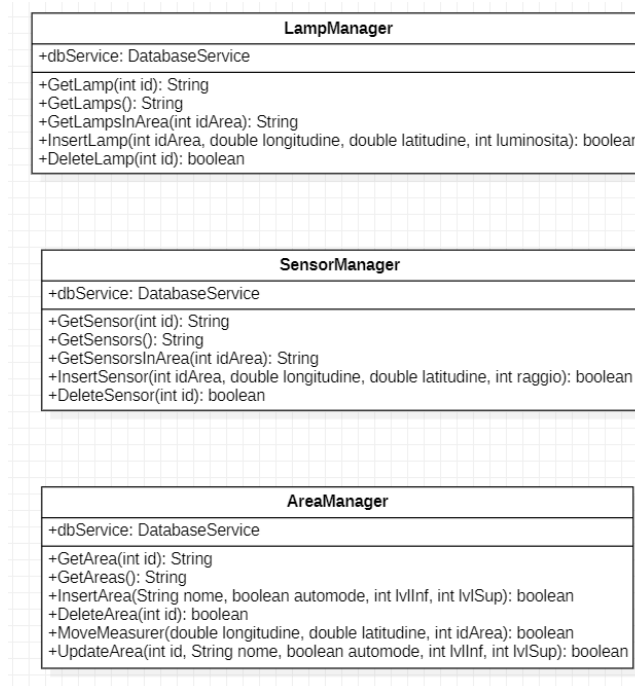 LampManager
+dbService: DatabaseService
+GetLamp(int id): String
+GetLamps(): String
+GetLampsInArea(int idArea): String
+InsertLamp(int idArea, double longitudine, double latitudine, int luminosita): boolean
+DeleteLamp(int id): boolean
SensorManager
+dbService: DatabaseService
+GetSensor(int id): String
+GetSensors(): String
+GetSensorsInArea(int idArea): String
+InsertSensor(int idArea, double longitudine, double latitudine, int raggio): boolean
+DeleteSensor(int id): boolean
AreaManager
+dbService: DatabaseService
+GetArea(int id): String
+GetAreas(): String
+InsertArea(String nome, boolean automode, int lvlInf, int lvlSup): boolean
+DeleteArea(int id): boolean
+MoveMeasurer(double longitudine, double latitudine, int idArea): boolean
+UpdateArea(int id, String nome, boolean automode, int lvlInf, int lvlSup): boolean